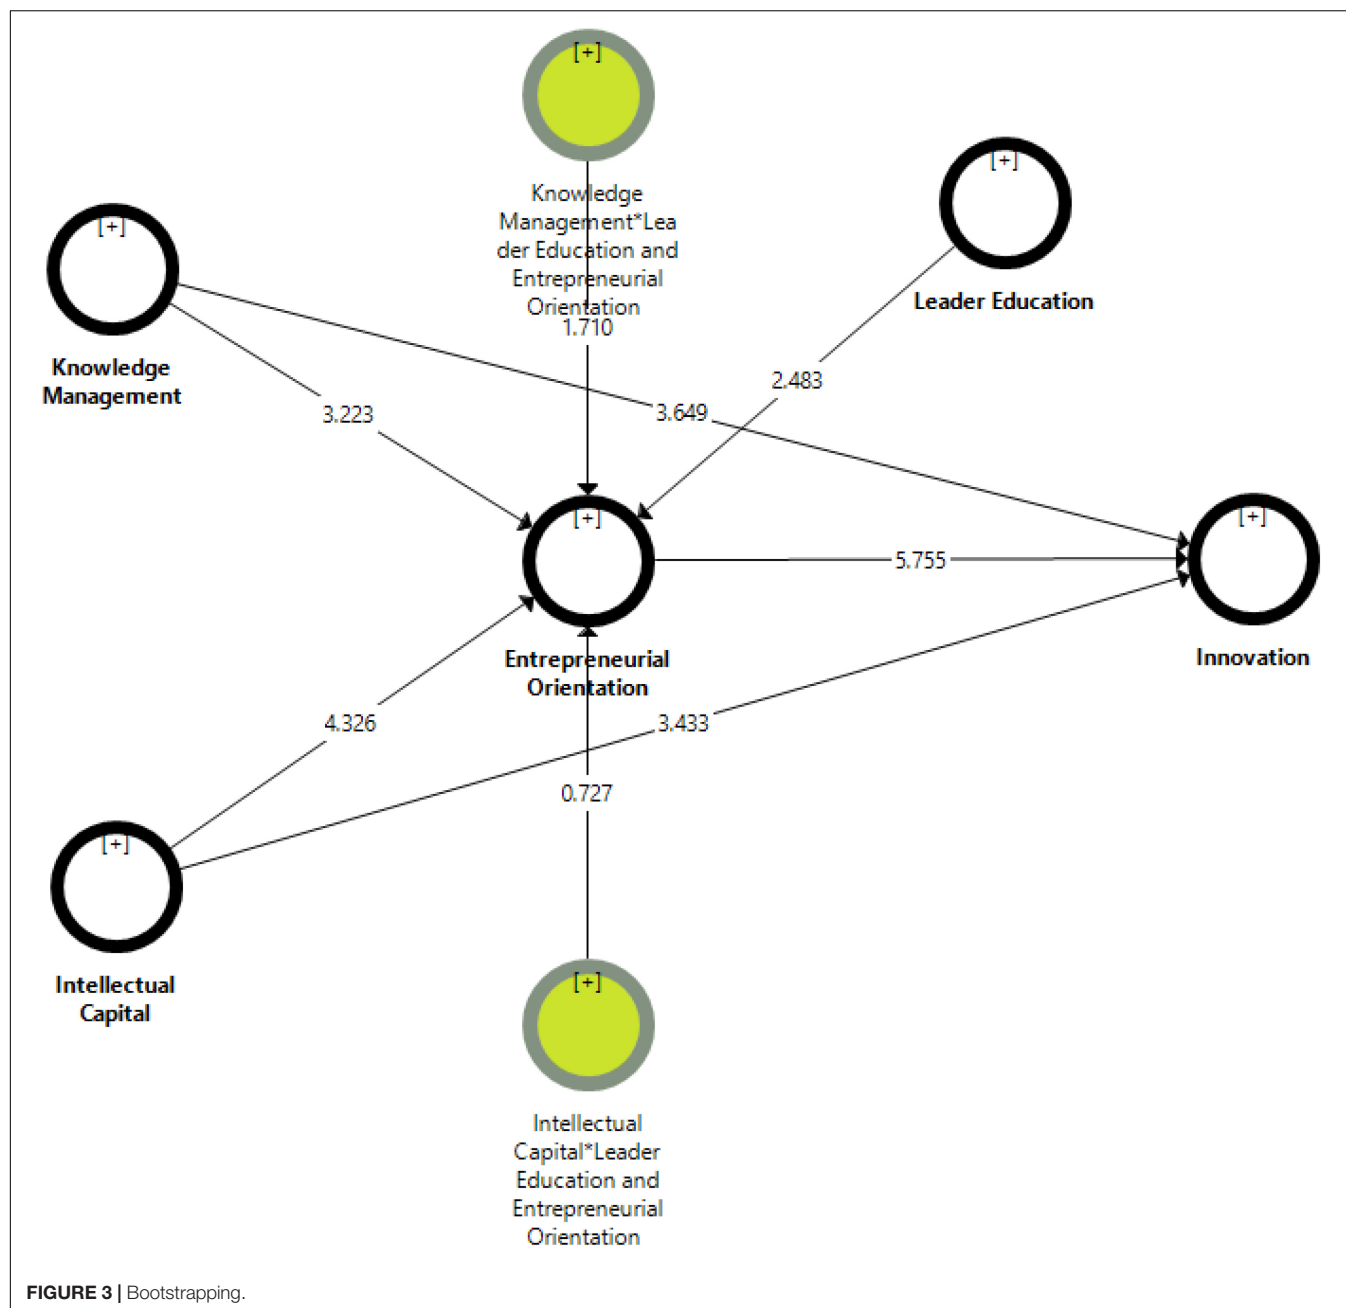 [+]
Knowledge
Management*Lea
der Education and
Entrepreneurial
Orientation
1.710
[+]
Leader Education
[+]
Knowledge
Management
2.483
3.649
3.223
[+]
Entrepreneurial
Orientation
5.755
[+]
Innovation
4.326
3.433
0.727
[+]
Intellectual
Capital
[+]
Intellectual
Capital*Leader
Education and
Entrepreneurial
Orientation
FIGURE 3 | Bootstrapping.